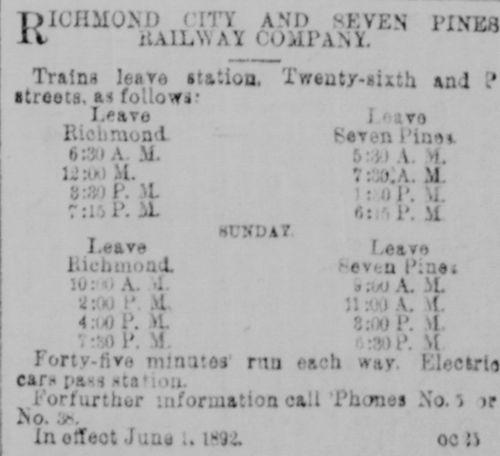 RICHMOND CITY AND SEVEN PINES
RAILWAY COMPANY.
Trains leave station, Twenty-sixth and P
streets, as follows:
Leave Leave
Richmond. Seven Pines.
6:30 A. M. 5:30 A. M.
12:00 M. 7:30 A. M.
3:30 P. M. 1:30 P. M.
7:15 P. M. 6:15 P. M.
SUNDAY.
Leave Leave
Richmond. Seven Pines
10:00 A. M. 9:00 A. M.
2:00 P. M. 11:00 A. M.
4:00 P. M. 3:00 P. M.
7:30 P. M. 6:30 P. M.
Forty-five minutes' run each way. Electric
cars pass station.
For further information call 'Phones No. 5 or
No. 38.
In effect June 1, 1892. oc 25